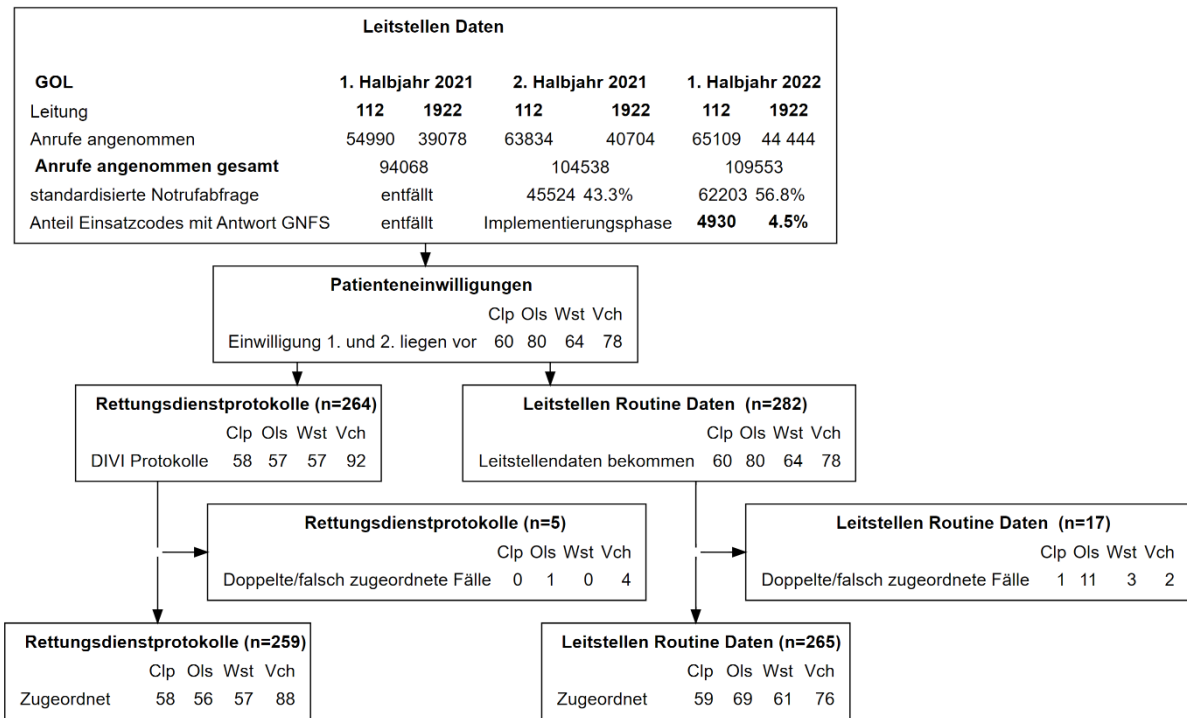 Leitstellen Daten
GOL 1. Halbjahr 2021 2. Halbjahr 2021 1. Halbjahr 2022
Leitung 112 1922 112 1922 112 1922
Anrufe angenommen 54990 39078 63834 40704 65109 44 444
Anrufe angenommen gesamt 94068 104538 109553
standardisierte Notrufabfrage entfällt 45524 43.3% 62203 56.8%
Anteil Einsatzcodes mit Antwort GNFS entfällt Implementierungsphase 4930 4.5%
Patienteneinwilligungen
Clp Ols Wst Vch
Einwilligung 1. und 2. liegen vor 60 80 64 78
Rettungsdienstprotokolle (n=264)
Clp Ols Wst Vch
DIVI Protokolle 58 57 57 92
Leitstellen Routine Daten (n=282)
Clp Ols Wst Vch
Leitstellendaten bekommen 60 80 64 78
Rettungsdienstprotokolle (n=5)
Clp Ols Wst Vch
Doppelte/falsch zugeordnete Fälle 0 1 0 4
Leitstellen Routine Daten (n=17)
Clp Ols Wst Vch
Doppelte/falsch zugeordnete Fälle 1 11 3 2
Rettungsdienstprotokolle (n=259)
Clp Ols Wst Vch
Zugeordnet 58 56 57 88
Leitstellen Routine Daten (n=265)
Clp Ols Wst Vch
Zugeordnet 59 69 61 76